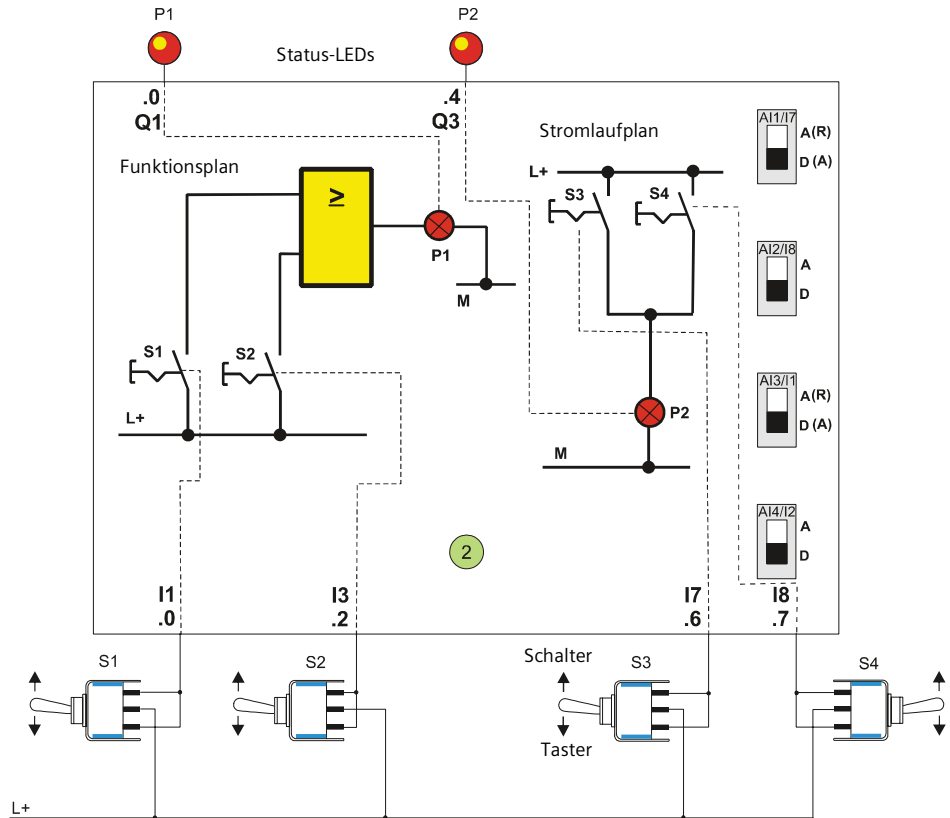 P1
P2
Status-LEDs
.0
Q1
.4
Q3
Stromlaufplan
Funktionsplan
AI1/I7
A(R)
D (A)
L+
S3
S4
≥
P1
M
AI2/I8
A
D
S1
S2
L+
P2
M
AI3/I1
A(R)
D (A)
AI4/I2
A
D
2
I1
.0
I3
.2
I7
.6
I8
.7
S1
S2
Schalter
S3
S4
Taster
L+